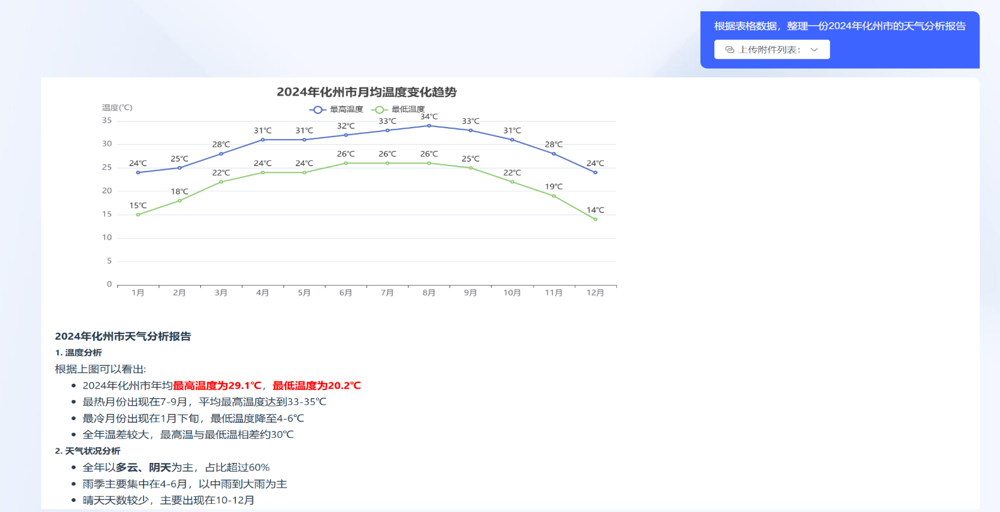 根据表格数据，整理一份2024年化州市的天气分析报告
上传附件列表：
2024年化州市月均温度变化趋势
温度(℃)
最高温度 最低温度
35
30
25
20
15
10
5
0
24℃ 25℃ 28℃ 31℃ 31℃ 32℃ 33℃ 34℃ 33℃ 31℃ 28℃ 24℃
15℃ 18℃ 22℃ 24℃ 24℃ 26℃ 26℃ 26℃ 25℃ 22℃ 19℃ 14℃
1月 2月 3月 4月 5月 6月 7月 8月 9月 10月 11月 12月
2024年化州市天气分析报告
1. 温度分析
根据上图可以看出:
2024年化州市年均最高温度为29.1℃，最低温度为20.2℃
最热月份出现在7-9月，平均最高温度达到33-35℃
最冷月份出现在1月下旬，最低温度降至4-6℃
全年温差较大，最高温与最低温相差约30℃
2. 天气状况分析
全年以多云、阴天为主，占比超过60%
雨季主要集中在4-6月，以中雨到大雨为主
晴天天数较少，主要出现在10-12月